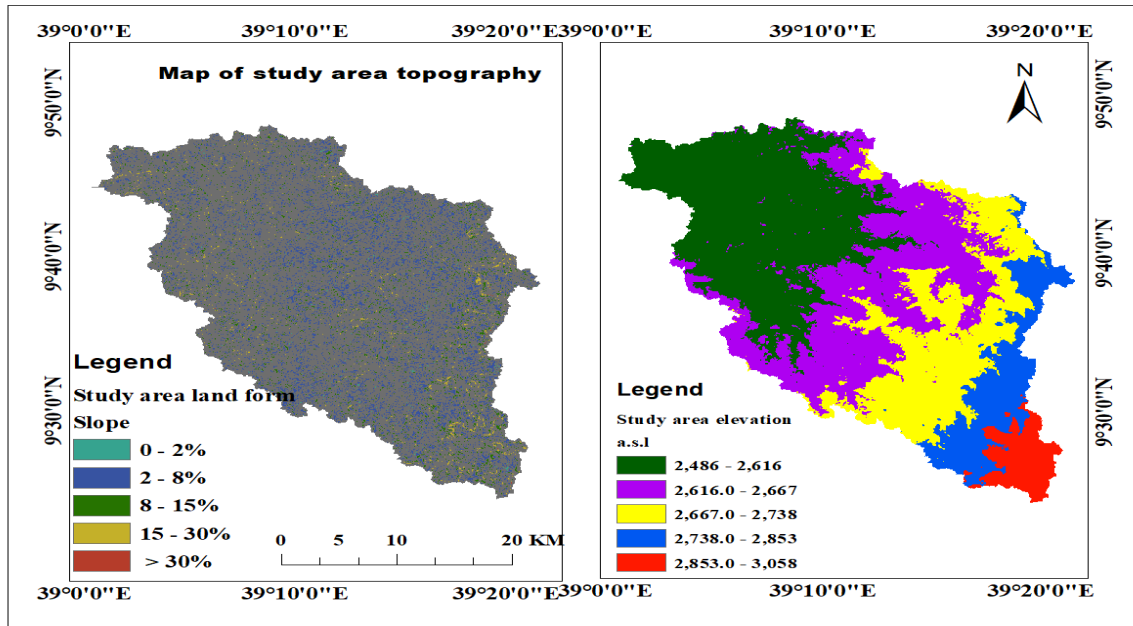 39°0'0"E 39°10'0"E 39°20'0"E
39°0'0"E 39°10'0"E 39°20'0"E
Map of study area topography
N
9°50'0"N
9°40'0"N
9°30'0"N
Legend
Study area land form
Slope
0 - 2%
2 - 8%
8 - 15%
15 - 30%
> 30%
0 5 10 20 KM
39°0'0"E 39°10'0"E 39°20'0"E
9°50'0"N
9°40'0"N
9°30'0"N
Legend
Study area elevation
a.s.l
2,486 - 2,616
2,616.0 - 2,667
2,667.0 - 2,738
2,738.0 - 2,853
2,853.0 - 3,058
39°0'0"E 39°10'0"E 39°20'0"E